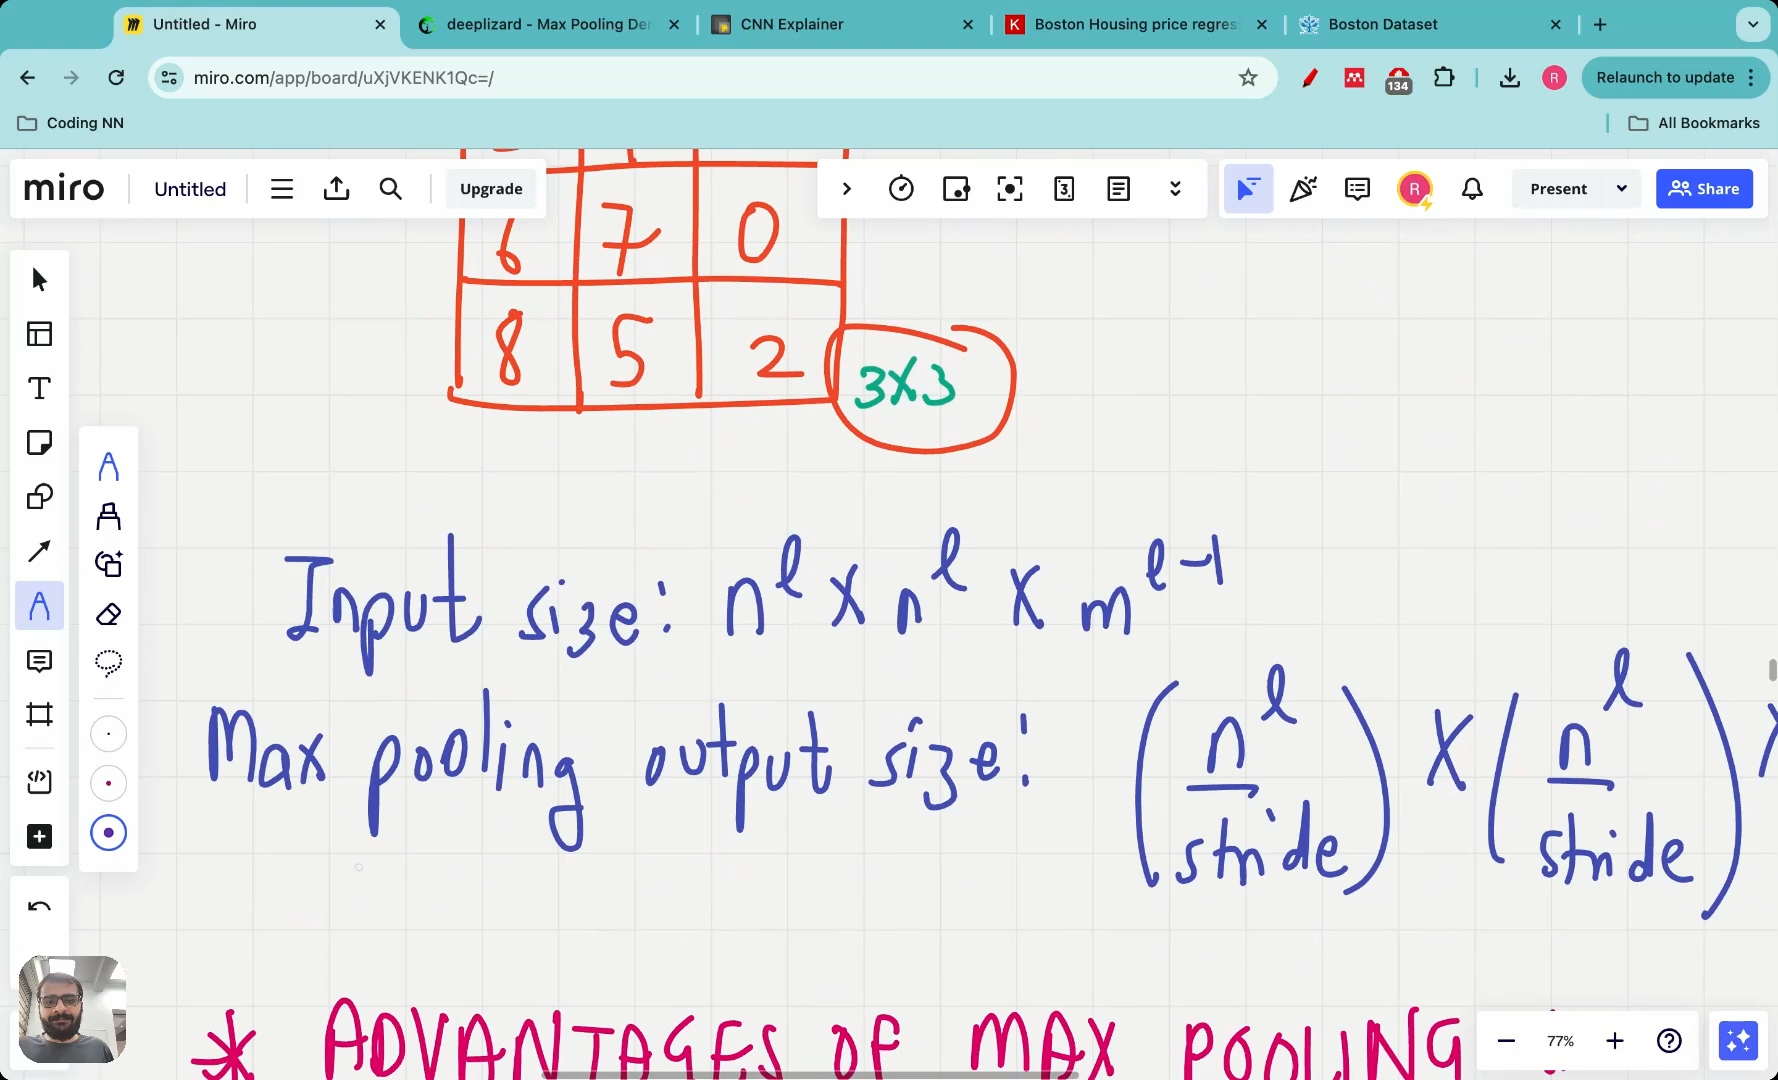 Untitled - Miro
deeplizard - Max Pooling De
CNN Explainer
K Boston Housing price regres
Boston Dataset
miro.com/app/board/uXjVKENK1Qc=/
134
R
Relaunch to update
Coding NN
All Bookmarks
miro
Untitled
Upgrade
3
R
Present
Share
6 7 0
8 5 2
3X3
Input size: n^l X n^l X m^{l-1}
Max pooling output size: (n^l / stride) X (n^l / stride) X
* ADVANTAGES OF MAX POOLING
77%